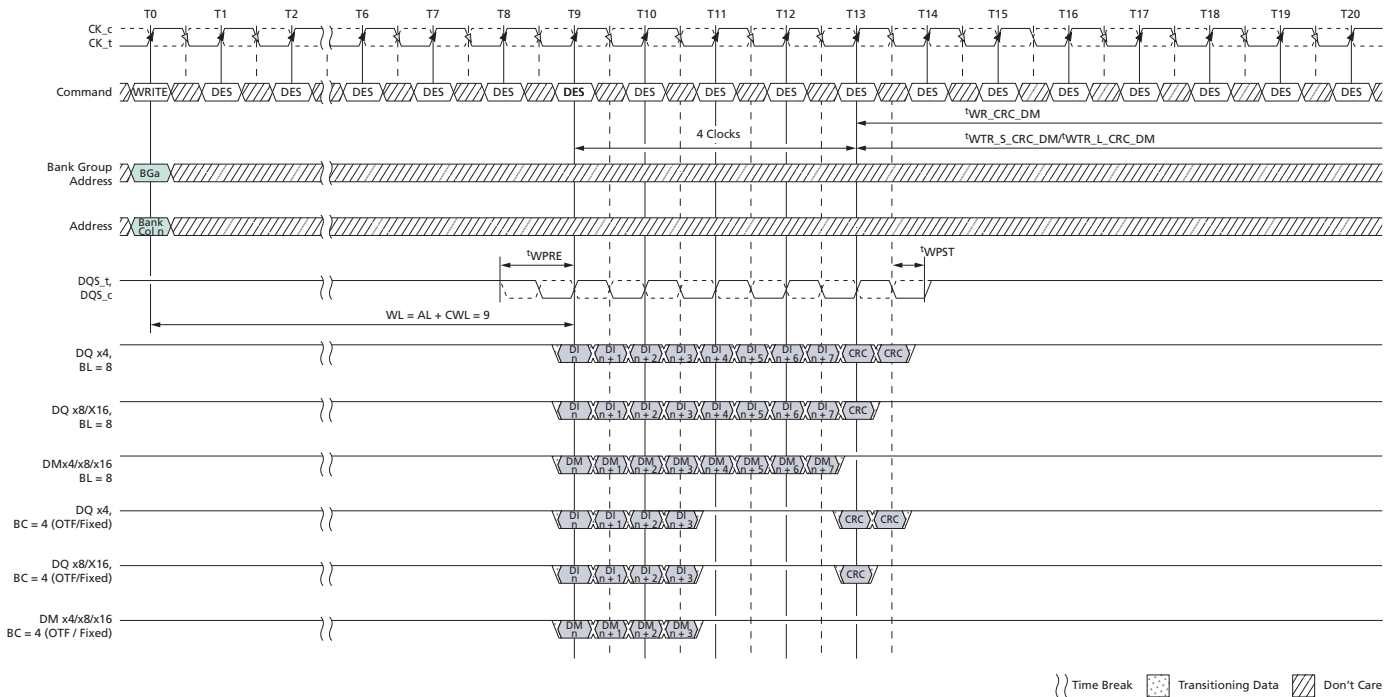 T0 T1 T2 T6 T7 T8 T9 T10 T11 T12 T13 T14 T15 T16 T17 T18 T19 T20
CK_c
CK_t
Command WRITE DES DES DES DES DES DES DES DES DES DES DES DES DES DES DES DES DES
tWR_CRC_DM
4 Clocks
tWTR_S_CRC_DM/tWTR_L_CRC_DM
Bank Group
Address
BGa
Address
Bank
Col n
tWPRE
tWPST
DQS_t,
DQS_c
WL = AL + CWL = 9
DQ x4,
BL = 8
DI n DI n + 1 DI n + 2 DI n + 3 DI n + 4 DI n + 5 DI n + 6 DI n + 7 CRC CRC
DQ x8/X16,
BL = 8
DI n DI n + 1 DI n + 2 DI n + 3 DI n + 4 DI n + 5 DI n + 6 DI n + 7 CRC
DMx4/x8/x16
BL = 8
DM n DM n + 1 DM n + 2 DM n + 3 DM n + 4 DM n + 5 DM n + 6 DM n + 7
DQ x4,
BC = 4 (OTF/Fixed)
DI n DI n + 1 DI n + 2 DI n + 3 CRC CRC
DQ x8/X16,
BC = 4 (OTF/Fixed)
DI n DI n + 1 DI n + 2 DI n + 3 CRC
DM x4/x8/x16
BC = 4 (OTF / Fixed)
DM n DM n + 1 DM n + 2 DM n + 3
Time Break Transitioning Data Don't Care